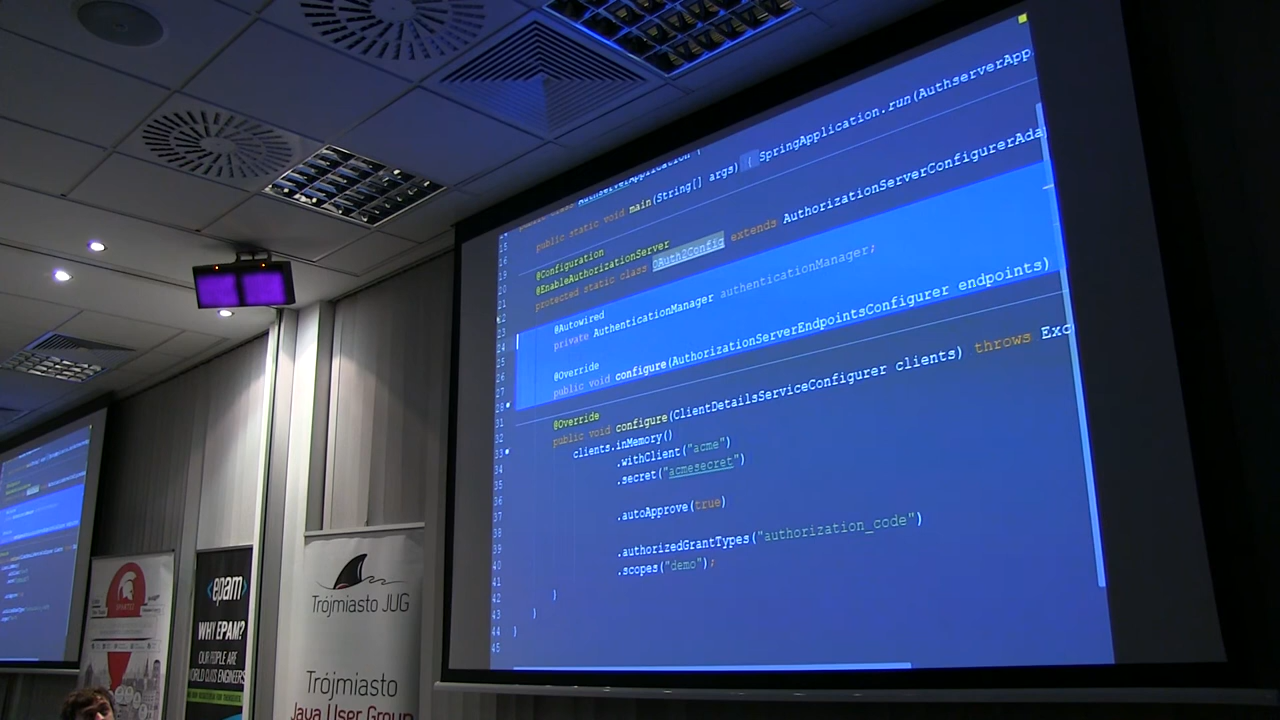 AuthserverApplication {
public static void main(String[] args) { SpringApplication.run(AuthserverApp
@Configuration
@EnableAuthorizationServer
protected static class OAuth2Config extends AuthorizationServerConfigurerAda
@Autowired
private AuthenticationManager authenticationManager;
@Override
public void configure(AuthorizationServerEndpointsConfigurer endpoints)
@Override
public void configure(ClientDetailsServiceConfigurer clients) throws Exc
clients.inMemory()
.withClient("acme")
.secret("acmesecret")
.autoApprove(true)
.authorizedGrantTypes("authorization_code")
.scopes("demo");
}
}
}
<epam>
WHY EPAM?
OUR PEOPLE ARE
WORLD CLASS ENGINEERS
Trójmiasto JUG
Trójmiasto
Java User Group